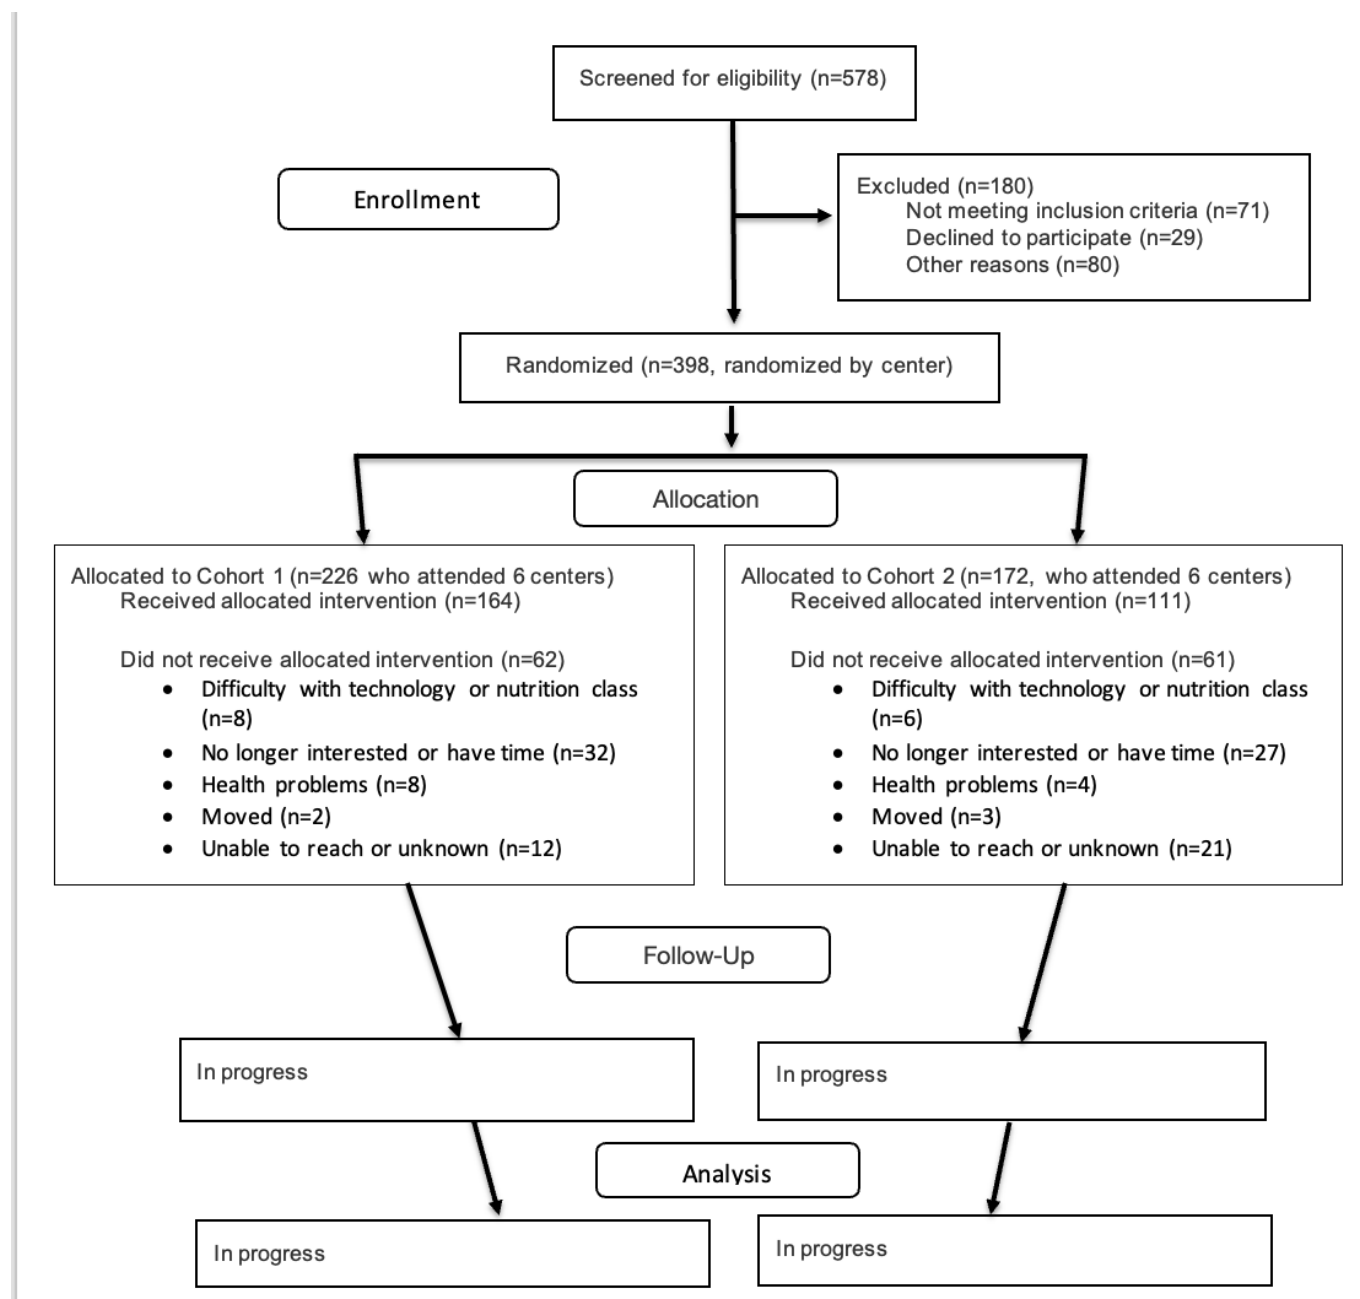 Screened for eligibility (n=578)
Enrollment
Excluded (n=180)
Not meeting inclusion criteria (n=71)
Declined to participate (n=29)
Other reasons (n=80)
Randomized (n=398, randomized by center)
Allocation
Allocated to Cohort 1 (n=226 who attended 6 centers)
Received allocated intervention (n=164)
Did not receive allocated intervention (n=62)
• Difficulty with technology or nutrition class
(n=8)
• No longer interested or have time (n=32)
• Health problems (n=8)
• Moved (n=2)
• Unable to reach or unknown (n=12)
Allocated to Cohort 2 (n=172, who attended 6 centers)
Received allocated intervention (n=111)
Did not receive allocated intervention (n=61)
• Difficulty with technology or nutrition class
(n=6)
• No longer interested or have time (n=27)
• Health problems (n=4)
• Moved (n=3)
• Unable to reach or unknown (n=21)
Follow-Up
In progress
In progress
Analysis
In progress
In progress